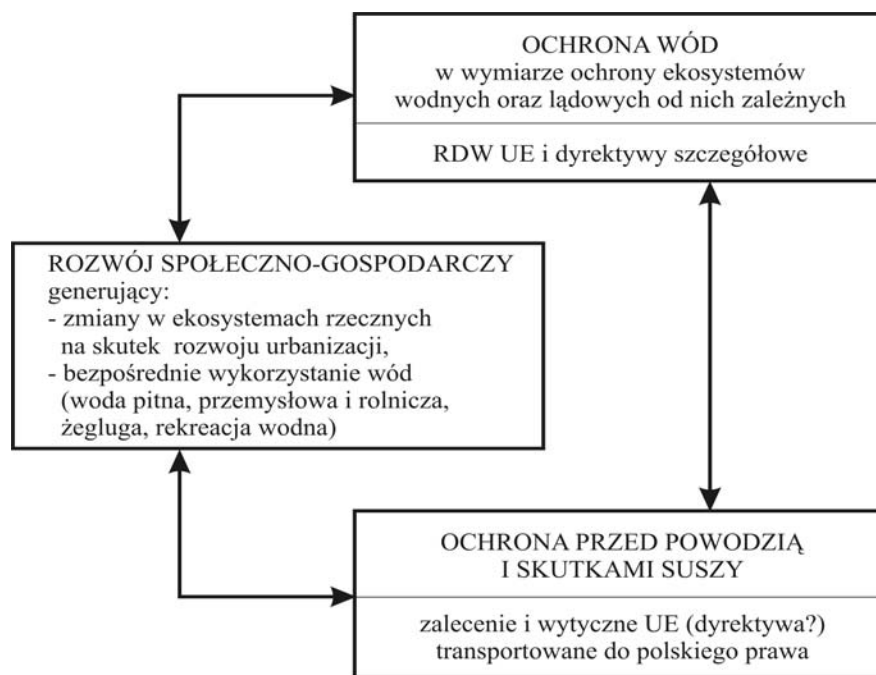 OCHRONA WÓD
w wymiarze ochrony ekosystemów
wodnych oraz lądowych od nich zależnych
RDW UE i dyrektywy szczegółowe
ROZWÓJ SPOŁECZNO-GOSPODARCZY
generujący:
- zmiany w ekosystemach rzecznych
na skutek rozwoju urbanizacji,
- bezpośrednie wykorzystanie wód
(woda pitna, przemysłowa i rolnicza,
żegluga, rekreacja wodna)
OCHRONA PRZED POWODZIĄ
I SKUTKAMI SUSZY
zalecenie i wytyczne UE (dyrektywa?)
transportowane do polskiego prawa